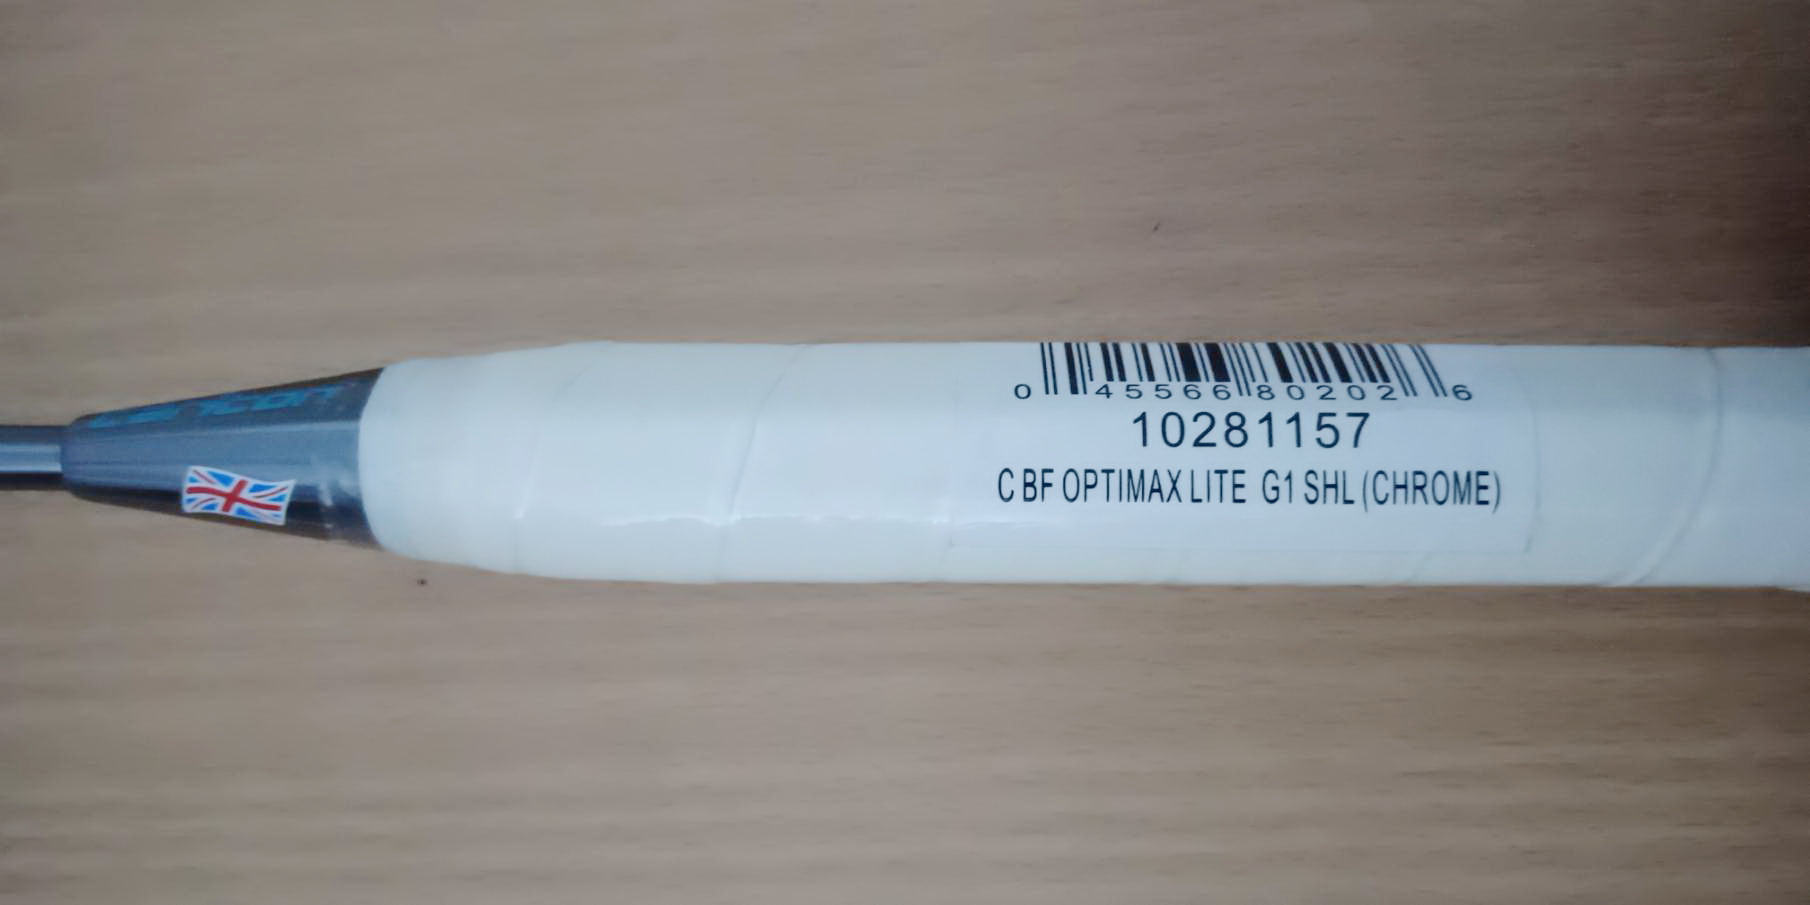 0 45566 80202 6
10281157
C BF OPTIMAX LITE G1 SHL (CHROME)